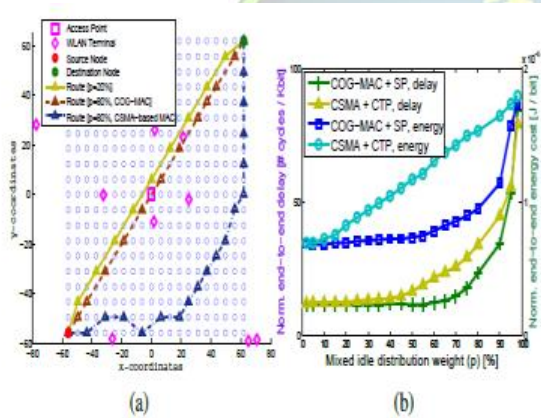 Access Point
WLAN Terminal
Source Node
Destination Node
Route [p=20%]
Route [p=80%, COG-MAC]
Route [p=80%, CSMA-based MAC]
60
40
0
-20
-40
-60
-80 -60 -40 -20 0 20 40 60 80
x-coordinates
y-coordinates
(a)
COG-MAC + SP, delay
CSMA + CTP, delay
COG-MAC + SP, energy
CSMA + CTP, energy
100
50
0
0 10 20 30 40 50 60 70 80 90 100
Mixed idle distribution weight (p) [%]
Norm. end-to-end delay [# cycles / Kbit]
Norm. end-to-end energy cost [J / bit]
2
1
0
(b)